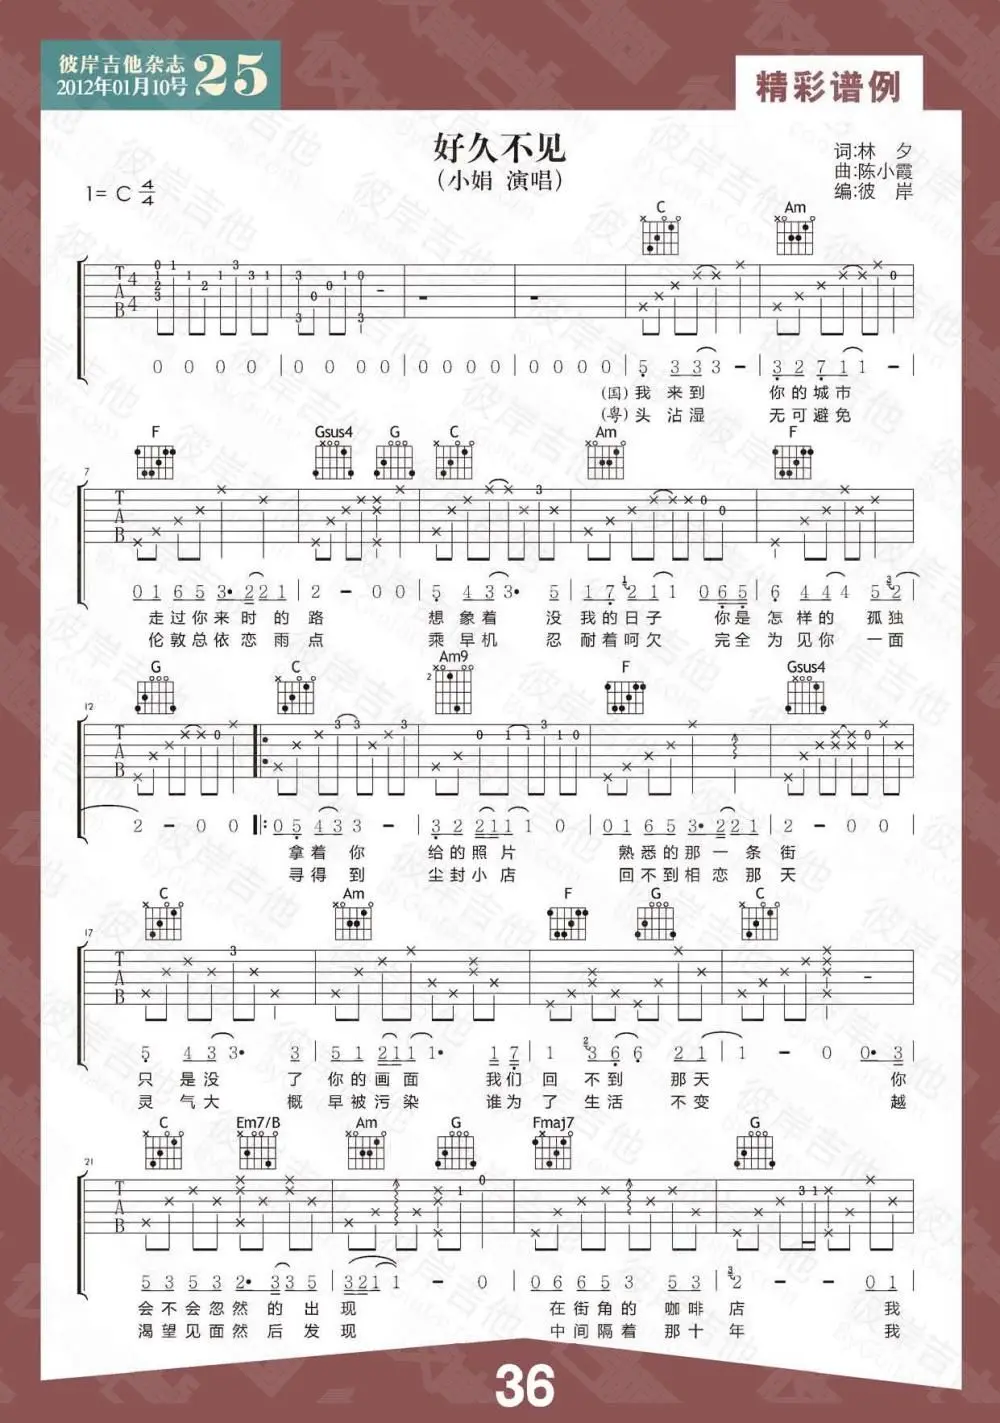 彼岸吉他杂志
2012年01月10号
25
精彩谱例
好久不见
(小娟 演唱)
词:林 夕
曲:陈小霞
编:彼 岸
1= C 4/4
C Am
T A B 4/4
0 0 0 0 | 0 0 0 0 | 0 0 0 0 | 0 0 0 0 | 5 3 3 3 – | 3 2 7 1 1 – |
(国)我 来 到 你 的 城 市
(粤)头 沾 湿 无 可 避 免
F Gsus4 G C Am F
7
T A B
0 1 6 5 3• 2 2 1 | 2 – 0 0 | 5 4 3 3• 5 | 1 7 2 1 1 0 6 5 | 6 4 4 4 5 2 |
走 过 你 来 时 的 路 想 象 着 没 我 的 日 子 你 是 怎 样 的 孤 独
伦 敦 总 依 恋 雨 点 乘 早 机 忍 耐 着 呵 欠 完 全 为 见 你 一 面
G C Am9 F Gsus4
12
T A B
2 – 0 0 |: 0 5 4 3 3 – | 3 2 2 1 1 1 0 | 0 1 6 5 3• 2 2 1 | 2 – 0 0 |
拿 着 你 给 的 照 片 熟 悉 的 那 一 条 街
寻 得 到 尘 封 小 店 回 不 到 相 恋 那 天
C Am F G C
17
T A B
5 4 3 3• 3 | 5 1 2 1 1 1• 1 7 | 1 3 6 6 2 1 | 1 – 0 0• 3 |
只 是 没 了 你 的 画 面 我 们 回 不 到 那 天 你
灵 气 大 概 早 被 污 染 谁 为 了 生 活 不 变 越
C Em7/B Am G Fmaj7 G
21
T A B
5 3 5 3 2• 3 3 5 | 3 2 1 1 – 0 | 0 6 6 5 3 5 3 | 2 – 0 1 |
会 不 会 忽 然 的 出 现 在 街 角 的 咖 啡 店 我
渴 望 见 面 然 后 发 现 中 间 隔 着 那 十 年 我
36